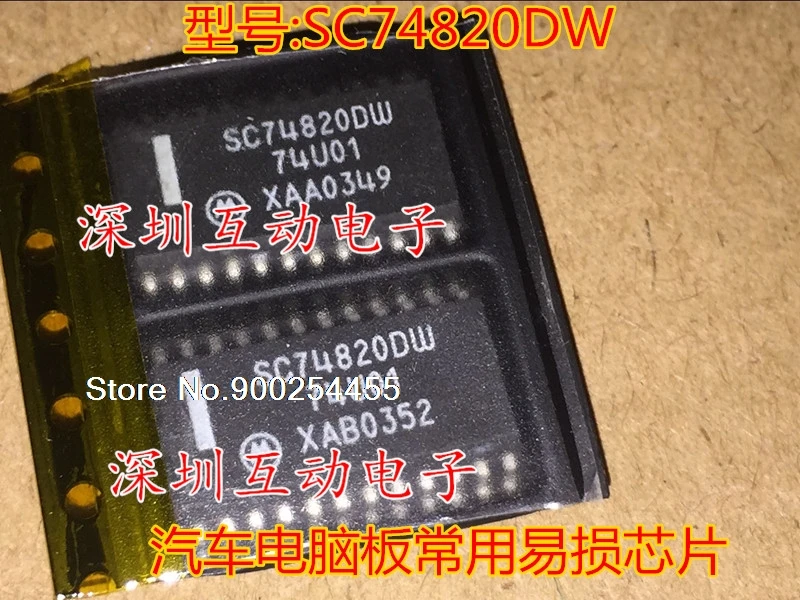 型号:SC74820DW
SC74820DW
74U01
XAA0349
深圳互动电子
SC74820DW
74U01
Store No.900254455
XAB0352
深圳互动电子
汽车电脑板常用易损芯片